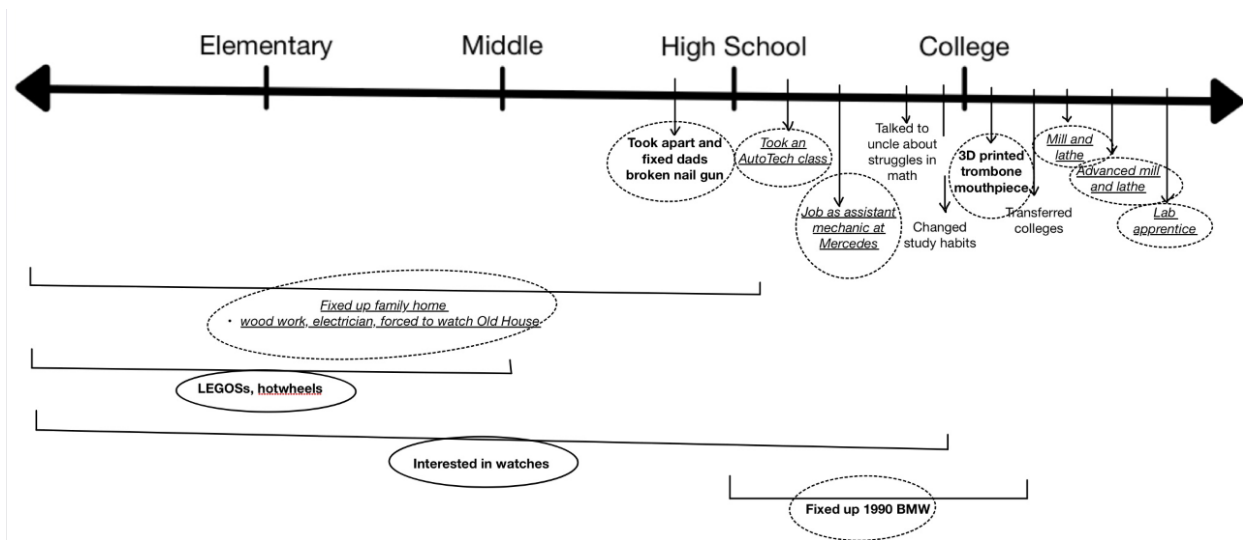 Elementary
Middle
High School
College
Took apart and
fixed dads
broken nail gun
Took an
AutoTech class
Job as assistant
mechanic at
Mercedes
Talked to
uncle about
struggles in
math
Changed
study habits
3D printed
trombone
mouthpiece
Transferred
colleges
Mill and
lathe
Advanced mill
and lathe
Lab
apprentice
Fixed up family home
• wood work, electrician, forced to watch Old House
LEGOSs, hotwheels
Interested in watches
Fixed up 1990 BMW